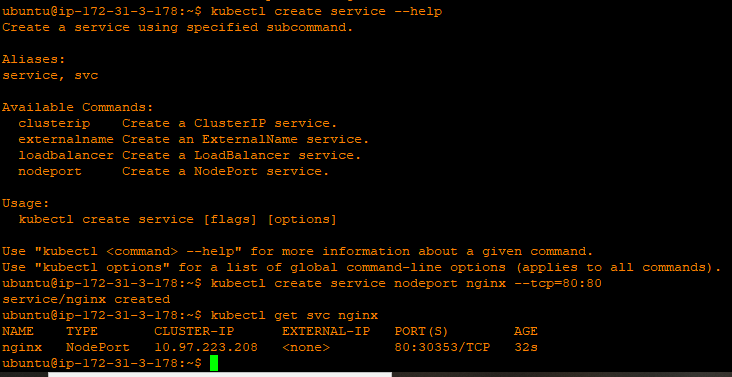 ubuntu@ip-172-31-3-178:~$ kubectl create service --help
Create a service using specified subcommand.
Aliases:
service, svc
Available Commands:
clusterip    Create a ClusterIP service.
externalname Create an ExternalName service.
loadbalancer Create a LoadBalancer service.
nodeport     Create a NodePort service.
Usage:
kubectl create service [flags] [options]
Use "kubectl <command> --help" for more information about a given command.
Use "kubectl options" for a list of global command-line options (applies to all commands).
ubuntu@ip-172-31-3-178:~$ kubectl create service nodeport nginx --tcp=80:80
service/nginx created
ubuntu@ip-172-31-3-178:~$ kubectl get svc nginx
NAME    TYPE       CLUSTER-IP      EXTERNAL-IP   PORT(S)        AGE
nginx   NodePort   10.97.223.208   <none>        80:30353/TCP   32s
ubuntu@ip-172-31-3-178:~$